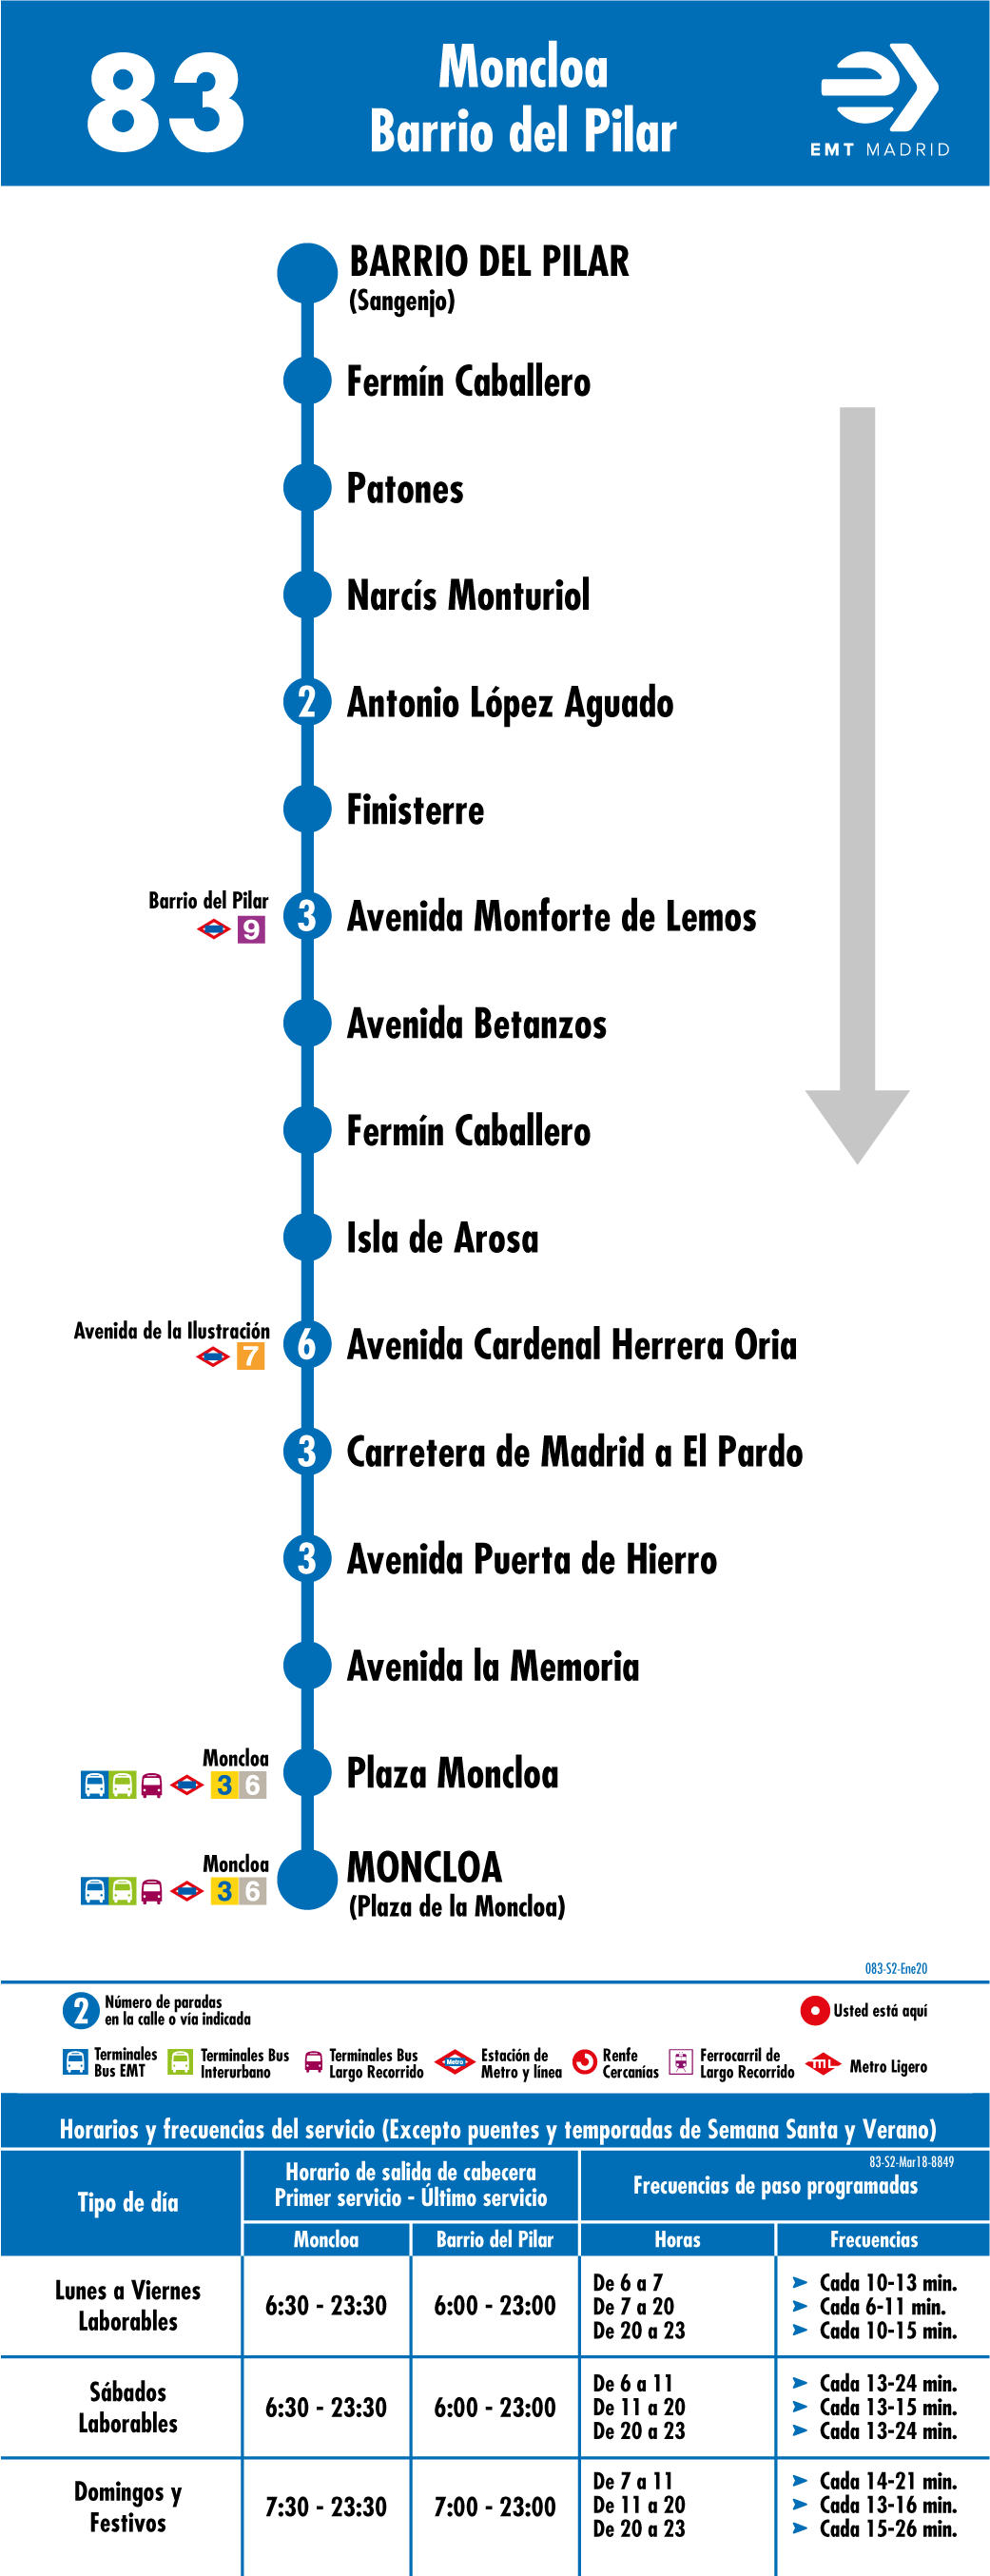 83
Moncloa
Barrio del Pilar
EMT MADRID
BARRIO DEL PILAR
(Sangenjo)
Fermín Caballero
Patones
Narcís Monturiol
2 Antonio López Aguado
Finisterre
Barrio del Pilar
9
3 Avenida Monforte de Lemos
Avenida Betanzos
Fermín Caballero
Isla de Arosa
Avenida de la Ilustración
7
6 Avenida Cardenal Herrera Oria
3 Carretera de Madrid a El Pardo
3 Avenida Puerta de Hierro
Avenida la Memoria
Moncloa
3 6
Plaza Moncloa
Moncloa
3 6
MONCLOA
(Plaza de la Moncloa)
083-S2-Ene20
2 Número de paradas
en la calle o vía indicada
Usted está aquí
Terminales
Bus EMT
Terminales Bus
Interurbano
Terminales Bus
Largo Recorrido
Metro
Estación de
Metro y línea
Renfe
Cercanías
Ferrocarril de
Largo Recorrido
ML
Metro Ligero
Horarios y frecuencias del servicio (Excepto puentes y temporadas de Semana Santa y Verano)
83-S2-Mar18-8849
Tipo de día
Horario de salida de cabecera
Primer servicio - Último servicio
Frecuencias de paso programadas
Moncloa
Barrio del Pilar
Horas
Frecuencias
Lunes a Viernes
Laborables
6:30 - 23:30
6:00 - 23:00
De 6 a 7 Cada 10-13 min.
De 7 a 20 Cada 6-11 min.
De 20 a 23 Cada 10-15 min.
Sábados
Laborables
6:30 - 23:30
6:00 - 23:00
De 6 a 11 Cada 13-24 min.
De 11 a 20 Cada 13-15 min.
De 20 a 23 Cada 13-24 min.
Domingos y
Festivos
7:30 - 23:30
7:00 - 23:00
De 7 a 11 Cada 14-21 min.
De 11 a 20 Cada 13-16 min.
De 20 a 23 Cada 15-26 min.